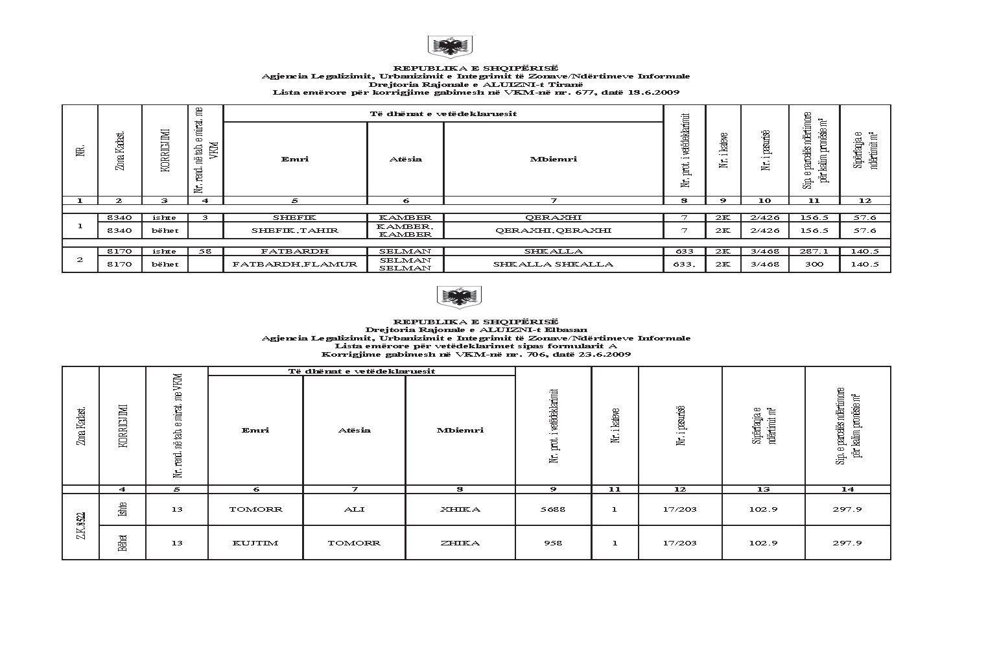 REPUBLIKA E SHQIPËRISË
Agjencia Legalizimit, Urbanizimit e Integrimit të Zonave/Ndërtimeve Informale
Drejtoria Rajonale e ALUIZNI-t Tiranë
Lista emërore për korrigjime gabimesh në VKM-në nr. 677, datë 18.6.2009
NR. Zona Kadast. KORRIGJIMI Nr. rend. në tab. e mirat. me VKM Të dhënat e vetëdeklaruesit Nr. prot. i vetëdeklarimit Nr. i kateve Nr. i pasurisë Sip. e parcelës ndërtimore për kalim pronësie m² Sipërfaqja e ndërtimit m²
Emri Atësia Mbiemri
1 2 3 4 5 6 7 8 9 10 11 12
1 8340 ishte 3 SHEFIK KAMBER QERAXHI 7 2K 2/426 156.5 57.6
8340 bëhet SHEFIK,TAHIR KAMBER, KAMBER QERAXHI,QERAXHI 7 2K 2/426 156.5 57.6
2 8170 ishte 58 FATBARDH SELMAN SHKALLA 633 2K 3/468 287.1 140.5
8170 bëhet FATBARDH,FLAMUR SELMAN SELMAN SHKALLA SHKALLA 633, 2K 3/468 300 140.5
REPUBLIKA E SHQIPËRISË
Drejtoria Rajonale e ALUIZNI-t Elbasan
Agjencia Legalizimit, Urbanizimit e Integrimit të Zonave/Ndërtimeve Informale
Lista emërore për vetëdeklarimet sipas formularit A
Korrigjime gabimesh në VKM-në nr. 706, datë 23.6.2009
Zona Kadast. KORRIGJIMI Nr. rend. në tab. e mirat. me VKM Të dhënat e vetëdeklaruesit Nr. prot. i vetëdeklarimit Nr. i kateve Nr. i pasurisë Sipërfaqja e ndërtimit m² Sip. e parcelës ndërtimore për kalim pronësie m²
Emri Atësia Mbiemri
4 5 6 7 8 9 11 12 13 14
Z.K.8522 Ishte 13 TOMORR ALI XHIKA 5688 1 17/203 102.9 297.9
Bëhet 13 KUJTIM TOMORR ZHIKA 958 1 17/203 102.9 297.9